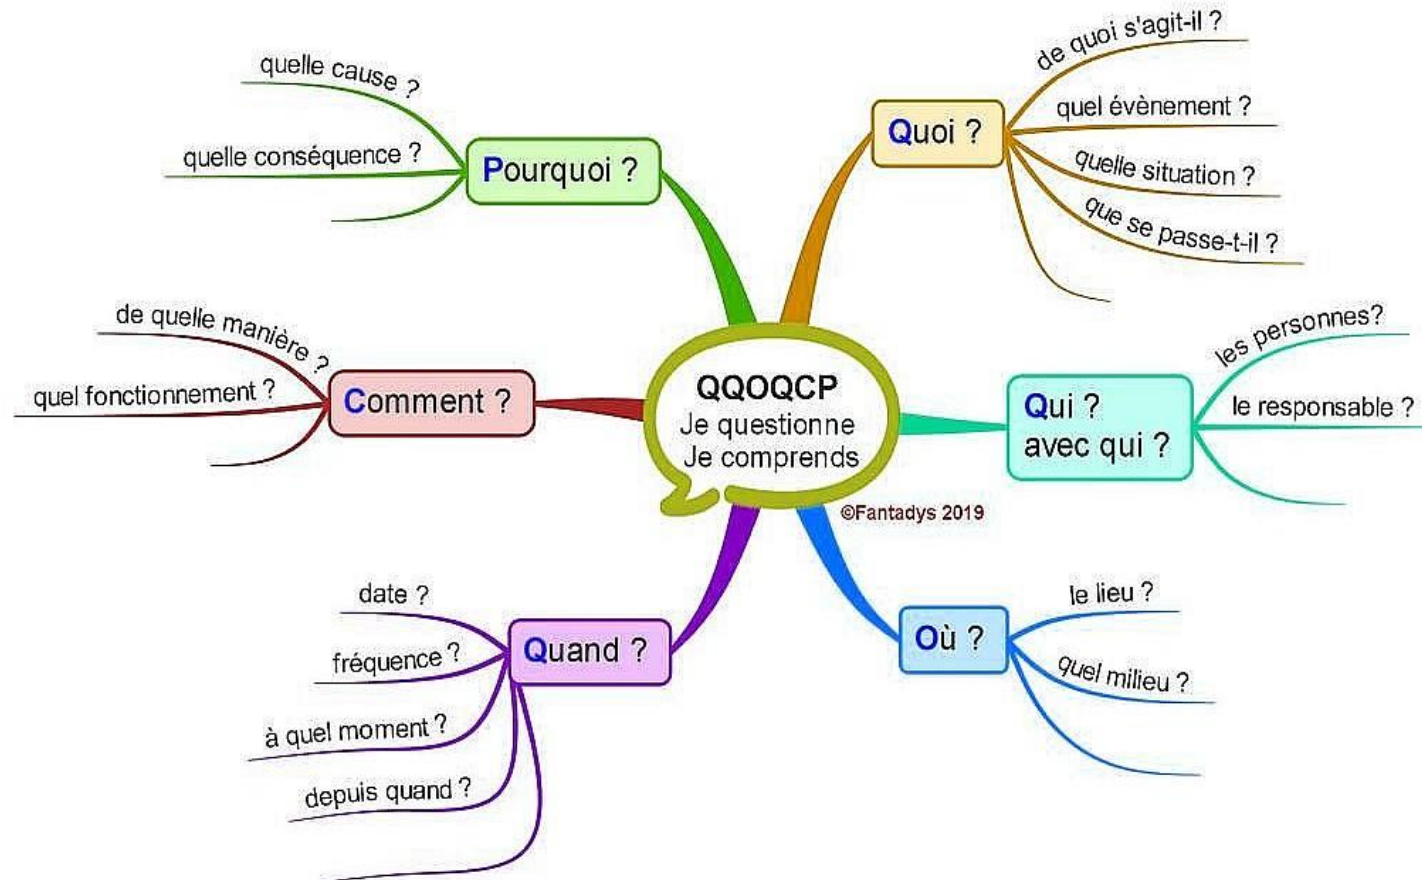 QQOQCP
Je questionne
Je comprends
©Fantadys 2019
Quoi ?
de quoi s'agit-il ?
quel évènement ?
quelle situation ?
que se passe-t-il ?
Qui ?
avec qui ?
les personnes?
le responsable ?
Où ?
le lieu ?
quel milieu ?
Quand ?
date ?
fréquence ?
à quel moment ?
depuis quand ?
Comment ?
de quelle manière ?
quel fonctionnement ?
Pourquoi ?
quelle cause ?
quelle conséquence ?